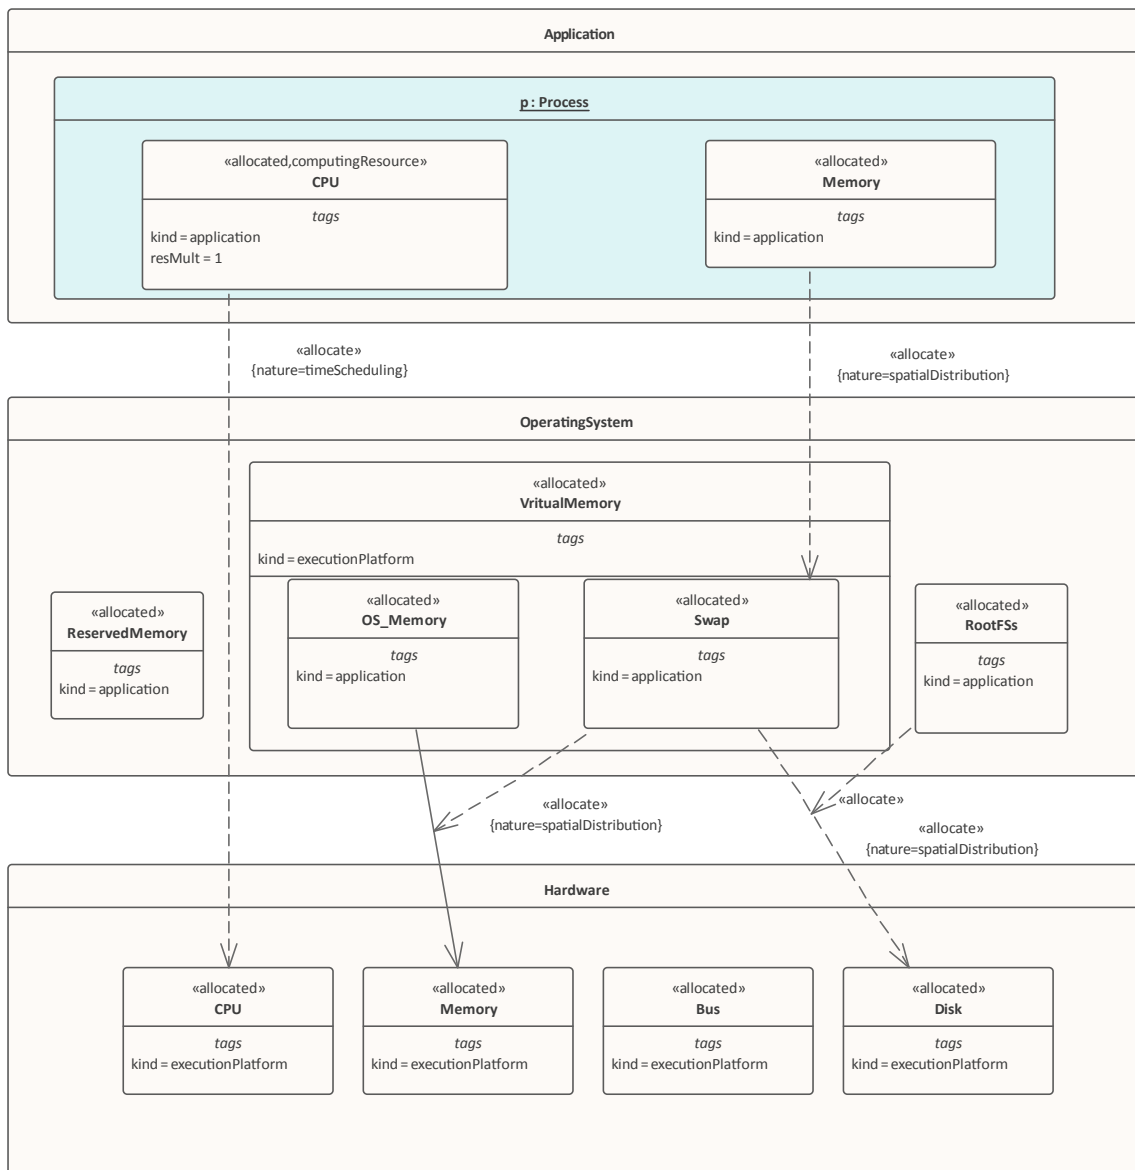 Application
p : Process
«allocated,computingResource»
CPU
tags
kind = application
resMult = 1
«allocated»
Memory
tags
kind = application
«allocate»
{nature=timeScheduling}
«allocate»
{nature=spatialDistribution}
OperatingSystem
«allocated»
VritualMemory
tags
kind = executionPlatform
«allocated»
ReservedMemory
tags
kind = application
«allocated»
OS_Memory
tags
kind = application
«allocated»
Swap
tags
kind = application
«allocated»
RootFSs
tags
kind = application
«allocate»
{nature=spatialDistribution}
«allocate»
«allocate»
{nature=spatialDistribution}
Hardware
«allocated»
CPU
tags
kind = executionPlatform
«allocated»
Memory
tags
kind = executionPlatform
«allocated»
Bus
tags
kind = executionPlatform
«allocated»
Disk
tags
kind = executionPlatform